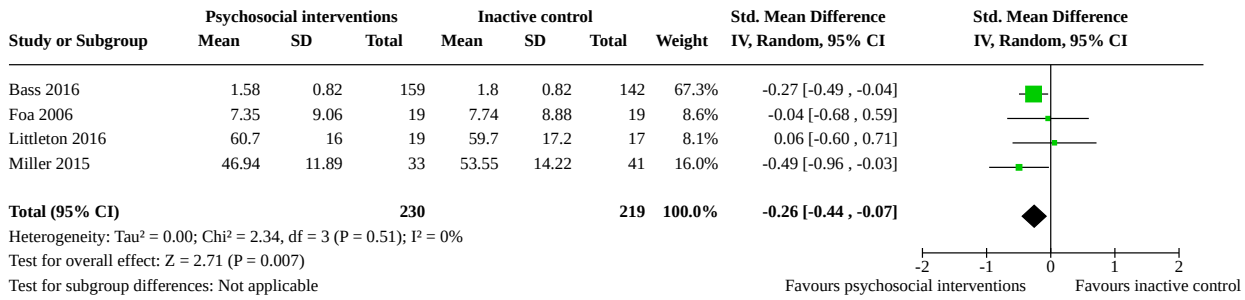 Psychosocial interventions Inactive control Std. Mean Difference Std. Mean Difference
Study or Subgroup Mean SD Total Mean SD Total Weight IV, Random, 95% CI IV, Random, 95% CI
Bass 2016 1.58 0.82 159 1.8 0.82 142 67.3% -0.27 [-0.49 , -0.04]
Foa 2006 7.35 9.06 19 7.74 8.88 19 8.6% -0.04 [-0.68 , 0.59]
Littleton 2016 60.7 16 19 59.7 17.2 17 8.1% 0.06 [-0.60 , 0.71]
Miller 2015 46.94 11.89 33 53.55 14.22 41 16.0% -0.49 [-0.96 , -0.03]
Total (95% CI) 230 219 100.0% -0.26 [-0.44 , -0.07]
Heterogeneity: Tau² = 0.00; Chi² = 2.34, df = 3 (P = 0.51); I² = 0%
Test for overall effect: Z = 2.71 (P = 0.007)
-2 -1 0 1 2
Test for subgroup differences: Not applicable Favours psychosocial interventions Favours inactive control